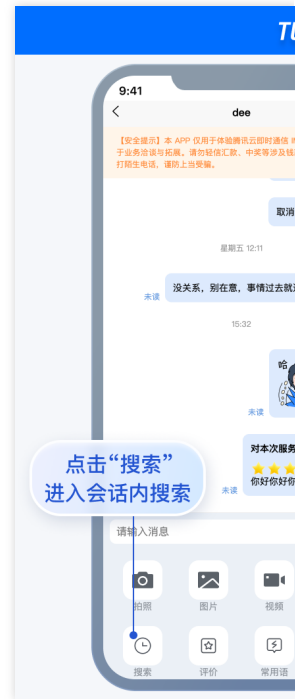 TU
9:41
dee
【安全提示】本 APP 仅用于体验腾讯云即时通信
于业务洽谈与拓展。请勿轻信汇款、中奖等涉及钱
打陌生电话，谨防上当受骗。
取消
星期五 12:11
没关系，别在意，事情过去就
未读
15:32
哈
未读
对本次服务
你好你好你
未读
点击“搜索”
进入会话内搜索
请输入消息
拍照
图片
视频
搜索
评价
常用语